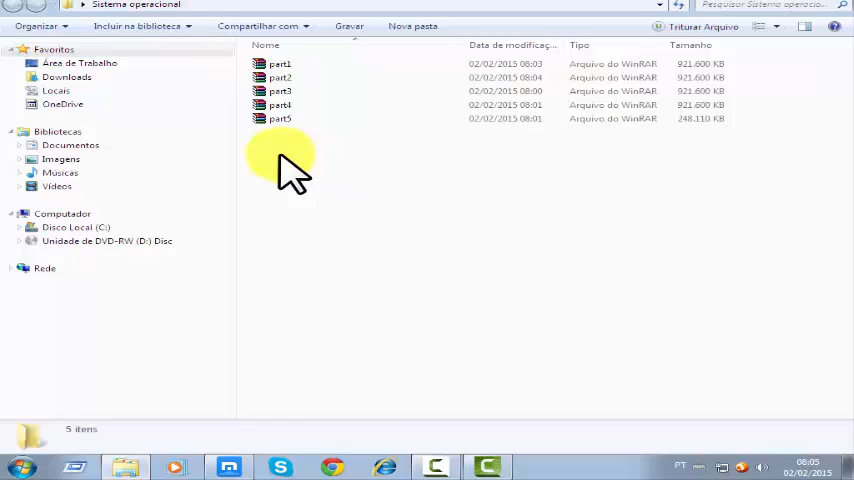 Sistema operacional
Pesquisar Sistema operacio...
Organizar
Incluir na biblioteca
Compartilhar com
Gravar
Nova pasta
Triturar Arquivo
Favoritos
Área de Trabalho
Downloads
Locais
OneDrive
Bibliotecas
Documentos
Imagens
Músicas
Vídeos
Computador
Disco Local (C:)
Unidade de DVD-RW (D:) Disc
Rede
Nome Data de modificaç... Tipo Tamanho
part1 02/02/2015 08:03 Arquivo do WinRAR 921.600 KB
part2 02/02/2015 08:04 Arquivo do WinRAR 921.600 KB
part3 02/02/2015 08:00 Arquivo do WinRAR 921.600 KB
part4 02/02/2015 08:01 Arquivo do WinRAR 921.600 KB
part5 02/02/2015 08:01 Arquivo do WinRAR 248.110 KB
5 itens
PT
08:05
02/02/2015